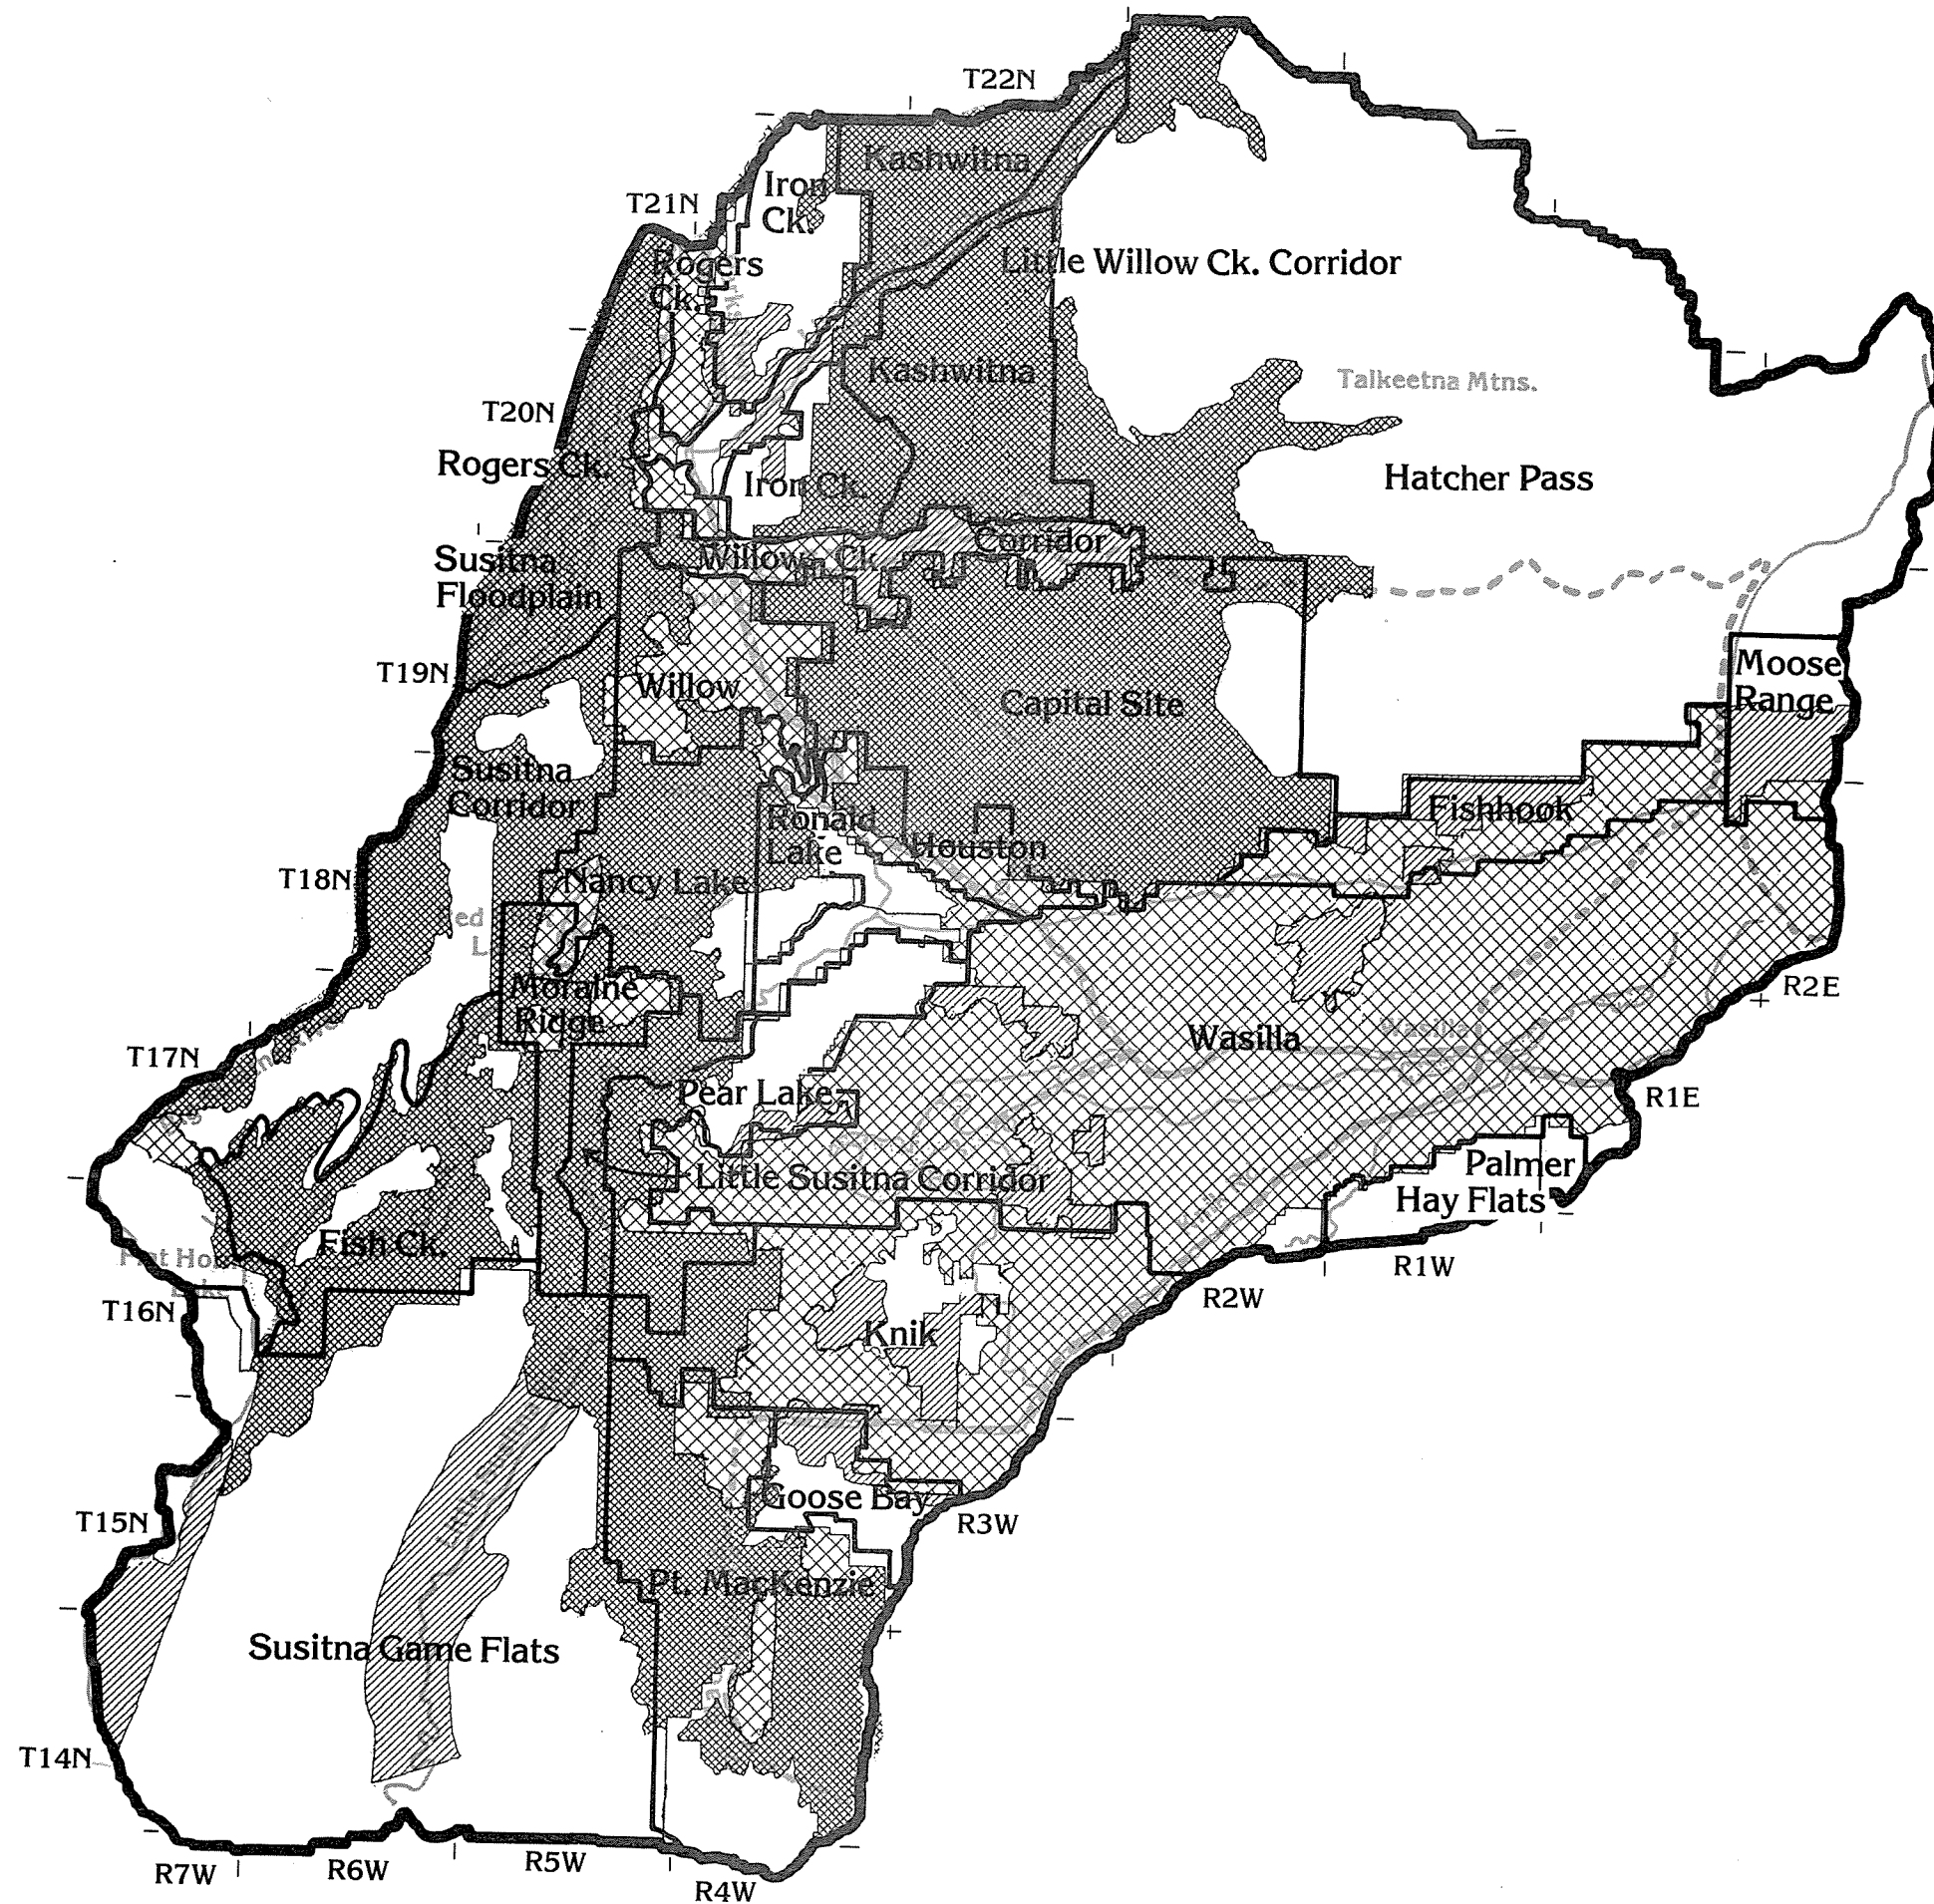 T22N
Kashwitna
Iron
Ck.
T21N
Rogers
Ck.
Little Willow Ck. Corridor
Kashwitna
Talkeetna Mtns.
T20N
Rogers Ck.
Iron Ck.
Hatcher Pass
Corridor
Willow Ck.
Susitna
Floodplain
T19N
Willow
Capital Site
Moose
Range
Susitna
Corridor
Ronald
Lake
Houston
Fishhook
T18N
Nancy Lake
Moraine
Ridge
R2E
Wasilla
Wasilla
T17N
Pear Lake
R1E
Little Susitna Corridor
Palmer
Hay Flats
Knik Rd.
Fish Ck.
R1W
R2W
T16N
Knik
Goose Bay
T15N
R3W
Pt. MacKenzie
Susitna Game Flats
T14N
R7W
R6W
R5W
R4W